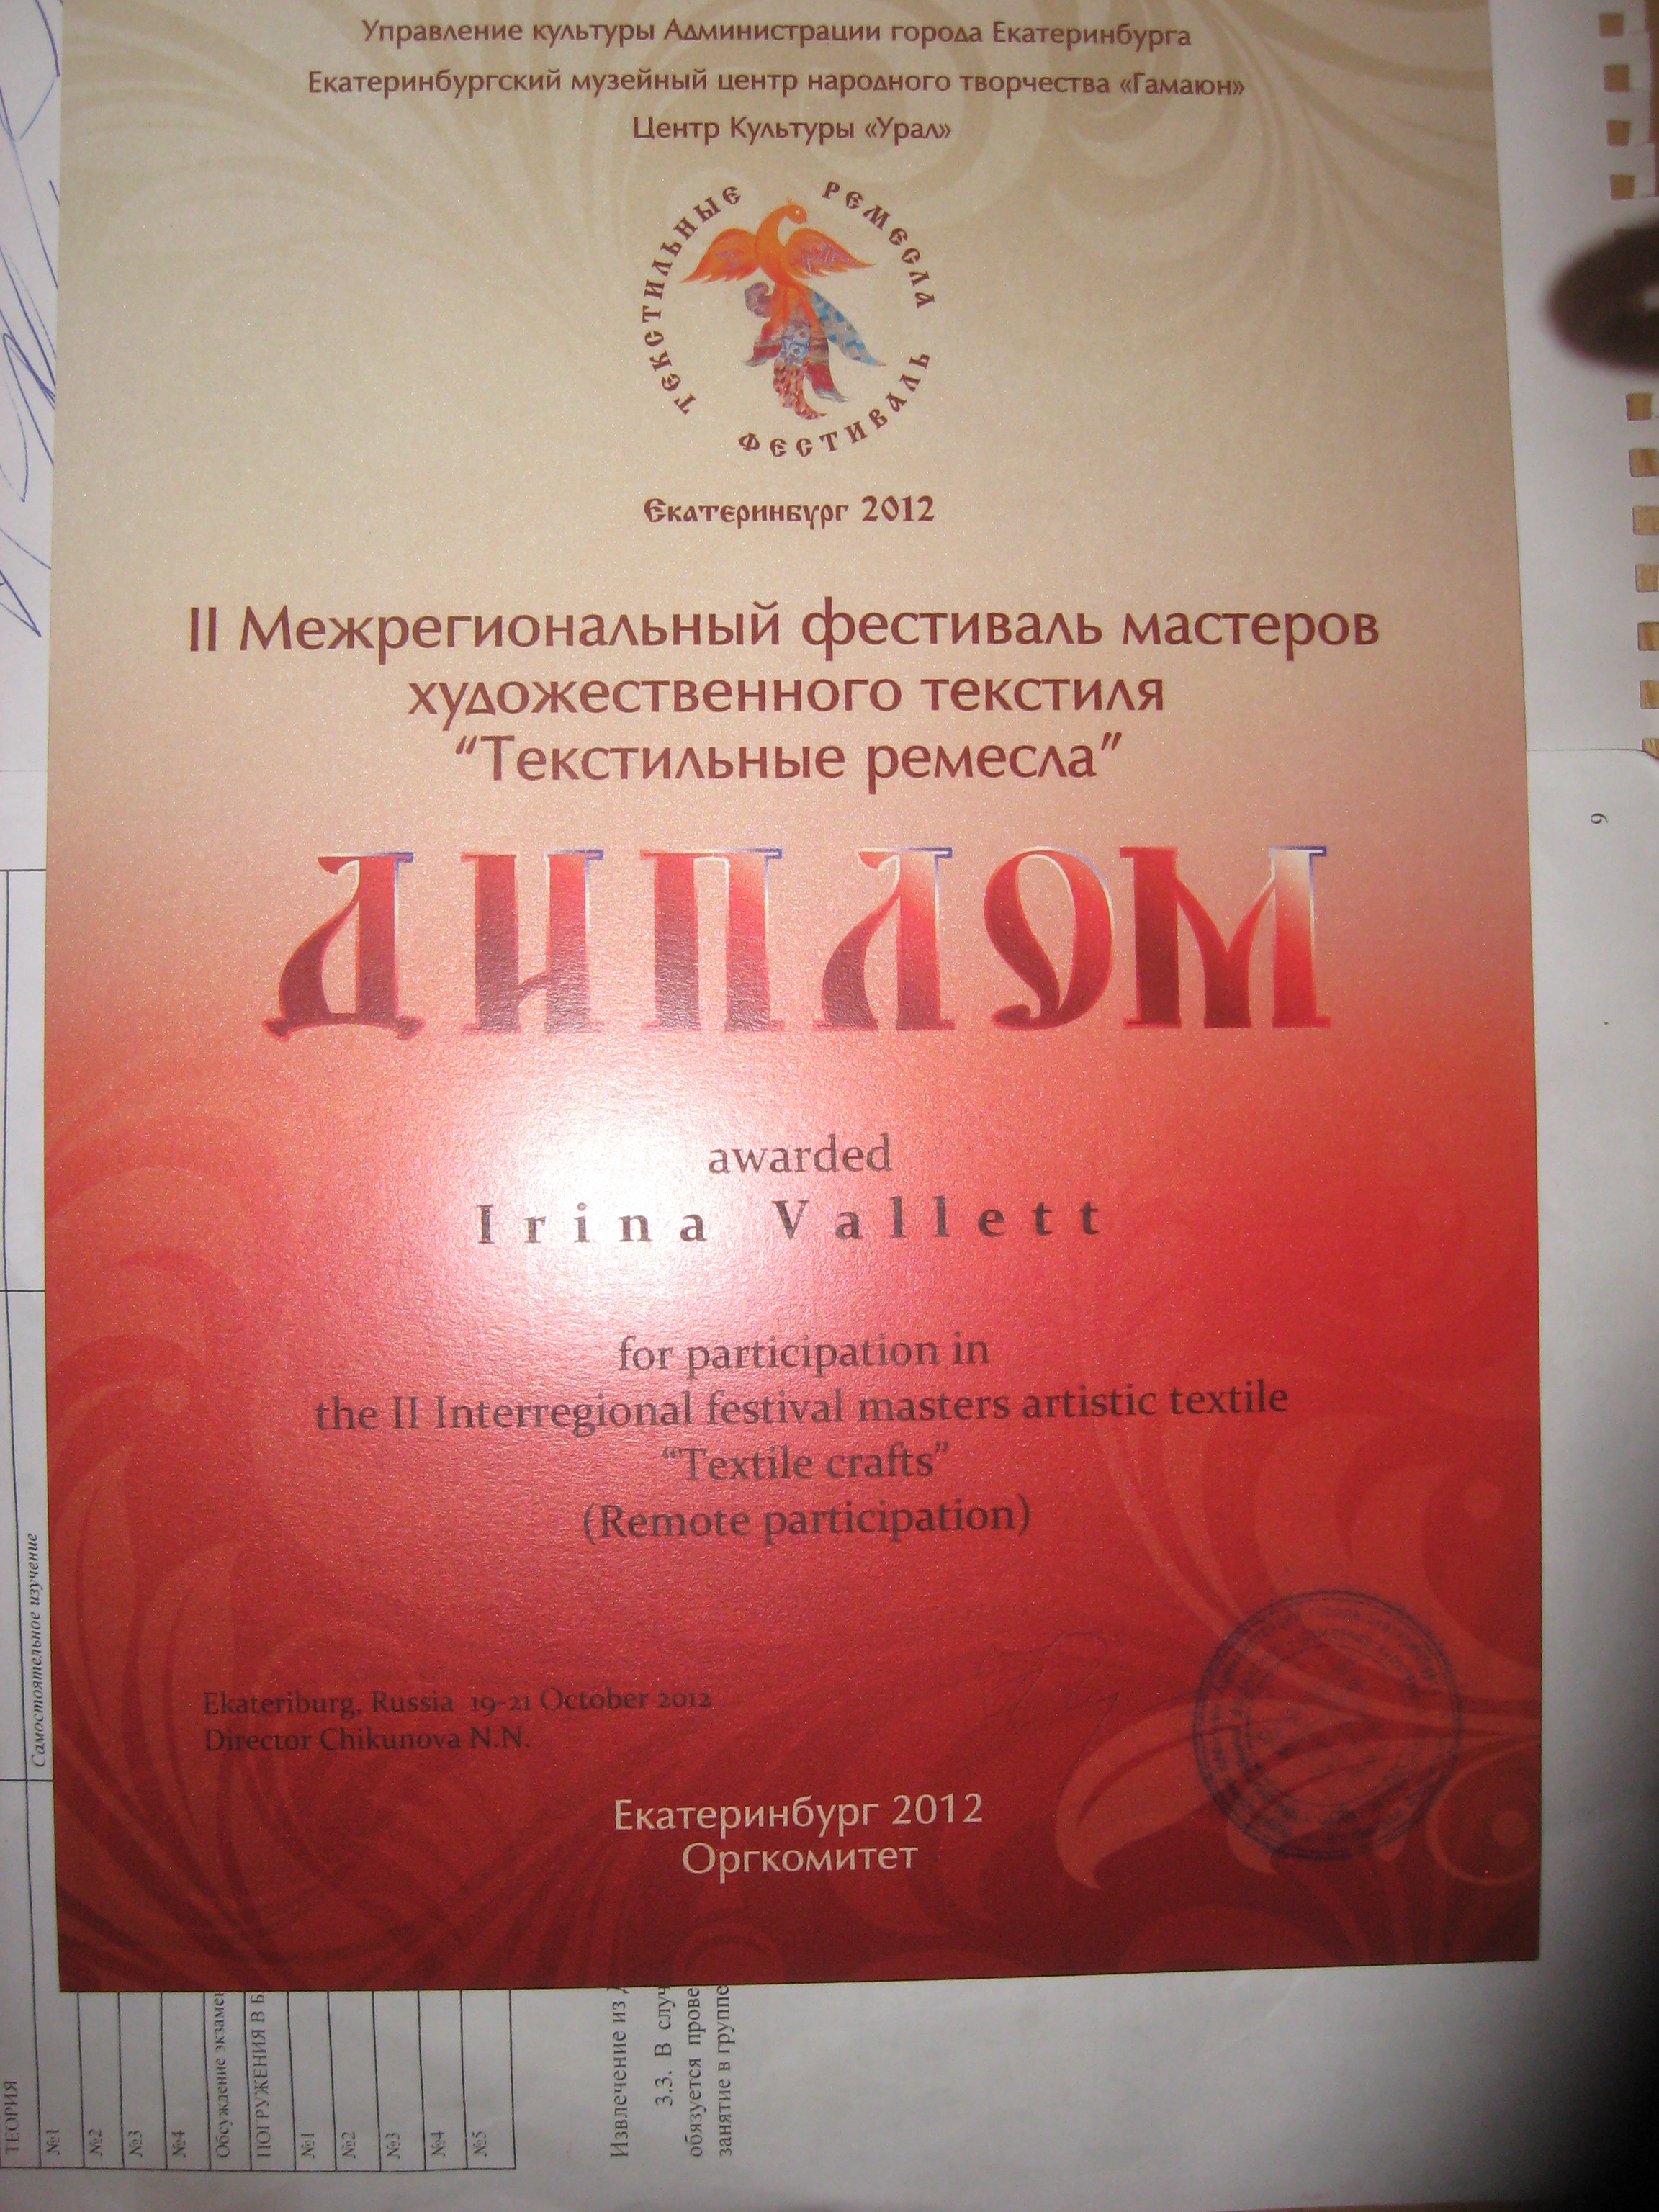 Управление культуры Администрации города Екатеринбурга
Екатеринбургский музейный центр народного творчества «Гамаюн»
Центр Культуры «Урал»
ТЕКСТИЛЬНЫЕ РЕМЕСЛА
ФЕСТИВАЛЬ
Екатеринбург 2012
II Межрегиональный фестиваль мастеров
художественного текстиля
“Текстильные ремесла”
ДИПЛОМ
awarded
Irina Vallett
for participation in
the II Interregional festival masters artistic textile
“Textile crafts”
(Remote participation)
Ekateriburg, Russia 19-21 October 2012
Director Chikunova N.N.
Екатеринбург 2012
Оргкомитет
9
Самостоятельное изучение
ТЕОРИЯ
№1
№2
№3
№4
Обсуждение экзамен
ПОГРУЖЕНИЯ В Б
№1
№2
№3
№4
№5
Извлечение из
3.3. В случ
обязуется прове
занятие в группе